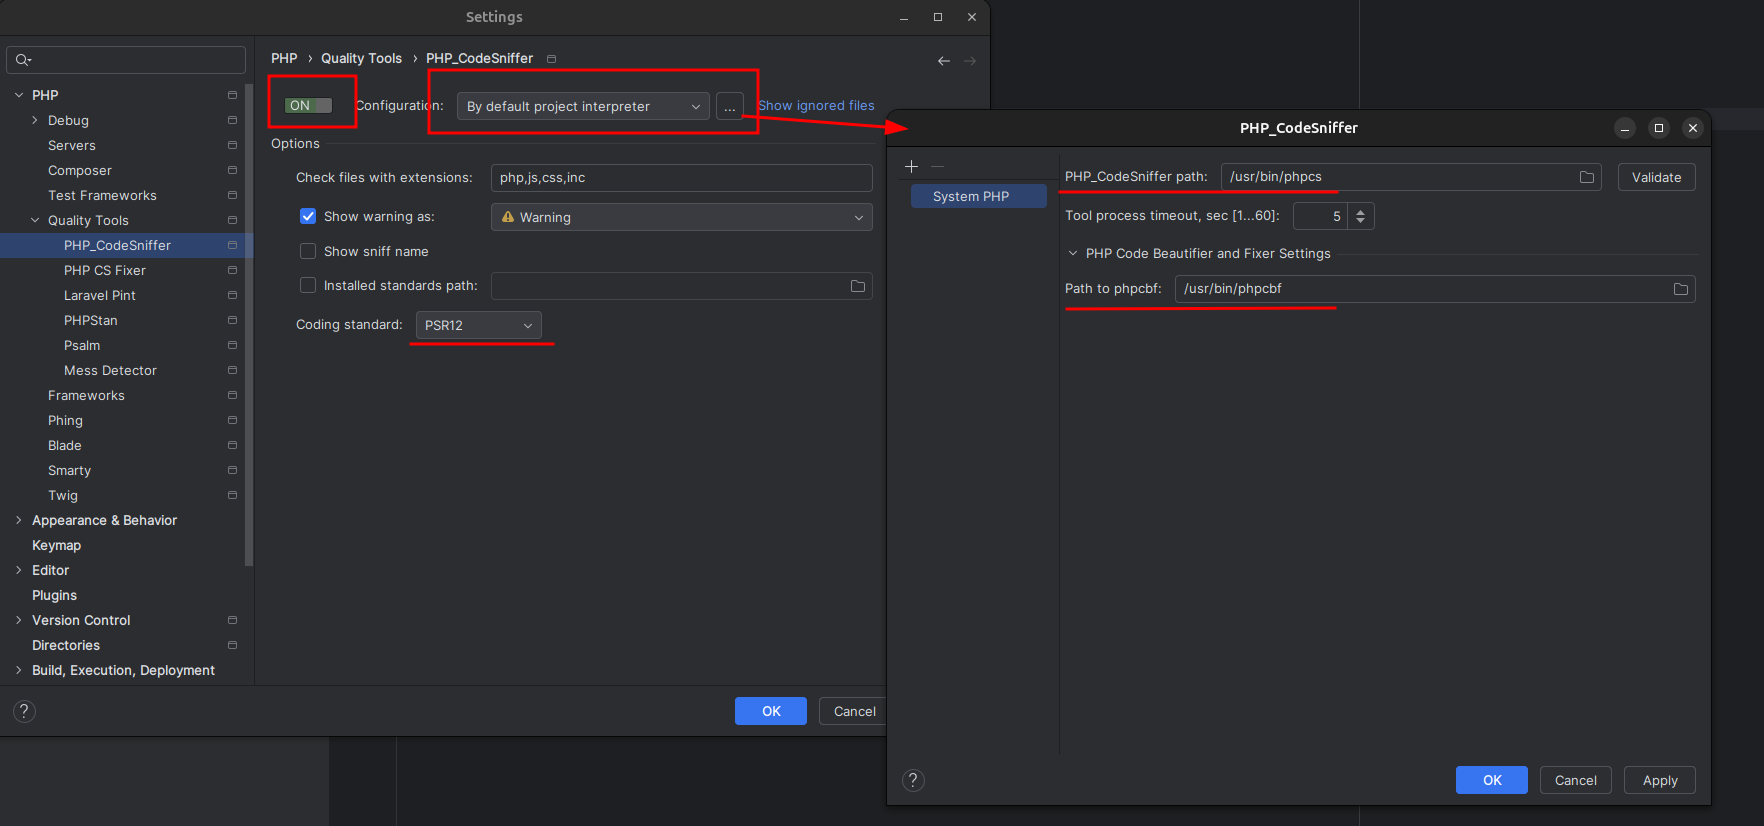 Settings
PHP › Quality Tools › PHP_CodeSniffer
ON
Configuration:
By default project interpreter
...
Show ignored files
Options
Check files with extensions:
php,js,css,inc
Show warning as:
Warning
Show sniff name
Installed standards path:
Coding standard:
PSR12
PHP
Debug
Servers
Composer
Test Frameworks
Quality Tools
PHP_CodeSniffer
PHP CS Fixer
Laravel Pint
PHPStan
Psalm
Mess Detector
Frameworks
Phing
Blade
Smarty
Twig
Appearance & Behavior
Keymap
Editor
Plugins
Version Control
Directories
Build, Execution, Deployment
?
OK
Cancel
PHP_CodeSniffer
System PHP
PHP_CodeSniffer path:
/usr/bin/phpcs
Validate
Tool process timeout, sec [1...60]:
5
PHP Code Beautifier and Fixer Settings
Path to phpcbf:
/usr/bin/phpcbf
?
OK
Cancel
Apply